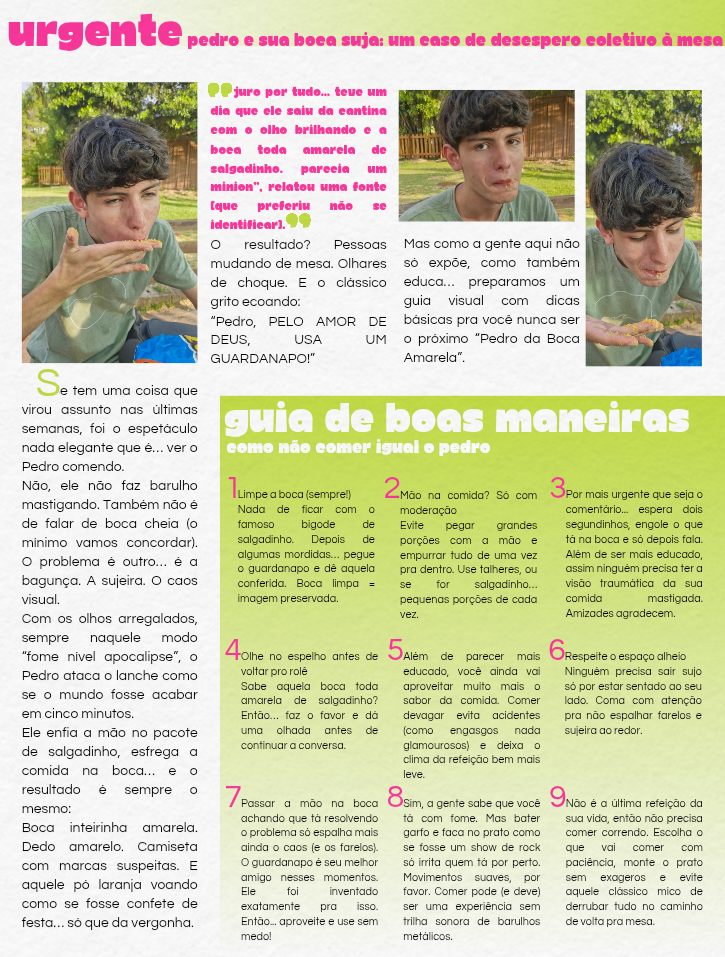 urgente pedro e sua boca suja: um caso de desespero coletivo à mesa
"juro por tudo... teve um
dia que ele saiu da cantina
com o olho brilhando e a
boca toda amarela de
salgadinho. parecia um
minion", relatou uma fonte
(que preferiu não se
identificar)."
O resultado? Pessoas
mudando de mesa. Olhares
de choque. E o clássico
grito ecoando:
"Pedro, PELO AMOR DE
DEUS, USA UM
GUARDANAPO!"
Mas como a gente aqui não
só expõe, como também
educa... preparamos um
guia visual com dicas
básicas pra você nunca ser
o próximo "Pedro da Boca
Amarela".
Se tem uma coisa que
virou assunto nas últimas
semanas, foi o espetáculo
nada elegante que é... ver o
Pedro comendo.
Não, ele não faz barulho
mastigando. Também não é
de falar de boca cheia (o
mínimo vamos concordar).
O problema é outro... é a
bagunça. A sujeira. O caos
visual.
Com os olhos arregalados,
sempre naquele modo
"fome nível apocalipse", o
Pedro ataca o lanche como
se o mundo fosse acabar
em cinco minutos.
Ele enfia a mão no pacote
de salgadinho, esfrega a
comida na boca... e o
resultado é sempre o
mesmo:
Boca inteirinha amarela.
Dedo amarelo. Camiseta
com marcas suspeitas. E
aquele pó laranja voando
como se fosse confete de
festa... só que da vergonha.
guia de boas maneiras
como não comer igual o pedro
1 Limpe a boca (sempre!)
Nada de ficar com o
famoso bigode de
salgadinho. Depois de
algumas mordidas... pegue
o guardanapo e dê aquela
conferida. Boca limpa =
imagem preservada.
2 Mão na comida? Só com
moderação
Evite pegar grandes
porções com a mão e
empurrar tudo de uma vez
pra dentro. Use talheres, ou
se for salgadinho...
pequenas porções de cada
vez.
3 Por mais urgente que seja o
comentário... espera dois
segundinhos, engole o que
tá na boca e só depois fala.
Além de ser mais educado,
assim ninguém precisa ter a
visão traumática da sua
comida mastigada.
Amizades agradecem.
4 Olhe no espelho antes de
voltar pro rolê
Sabe aquela boca toda
amarela de salgadinho?
Então... faz o favor e dá
uma olhada antes de
continuar a conversa.
5 Além de parecer mais
educado, você ainda vai
aproveitar muito mais o
sabor da comida. Comer
devagar evita acidentes
(como engasgos nada
glamourosos) e deixa o
clima da refeição bem mais
leve.
6 Respeite o espaço alheio
Ninguém precisa sair sujo
só por estar sentado ao seu
lado. Coma com atenção
pra não espalhar farelos e
sujeira ao redor.
7 Passar a mão na boca
achando que tá resolvendo
o problema só espalha mais
ainda o caos (e os farelos).
O guardanapo é seu melhor
amigo nesses momentos.
Ele foi inventado
exatamente pra isso.
Então... aproveite e use sem
medo!
8 Sim, a gente sabe que você
tá com fome. Mas bater
garfo e faca no prato como
se fosse um show de rock
só irrita quem tá por perto.
Movimentos suaves, por
favor. Comer pode (e deve)
ser uma experiência sem
trilha sonora de barulhos
metálicos.
9 Não é a última refeição da
sua vida, então não precisa
comer correndo. Escolha o
que vai comer com
paciência, monte o prato
sem exageros e evite
aquele clássico mico de
derrubar tudo no caminho
de volta pra mesa.